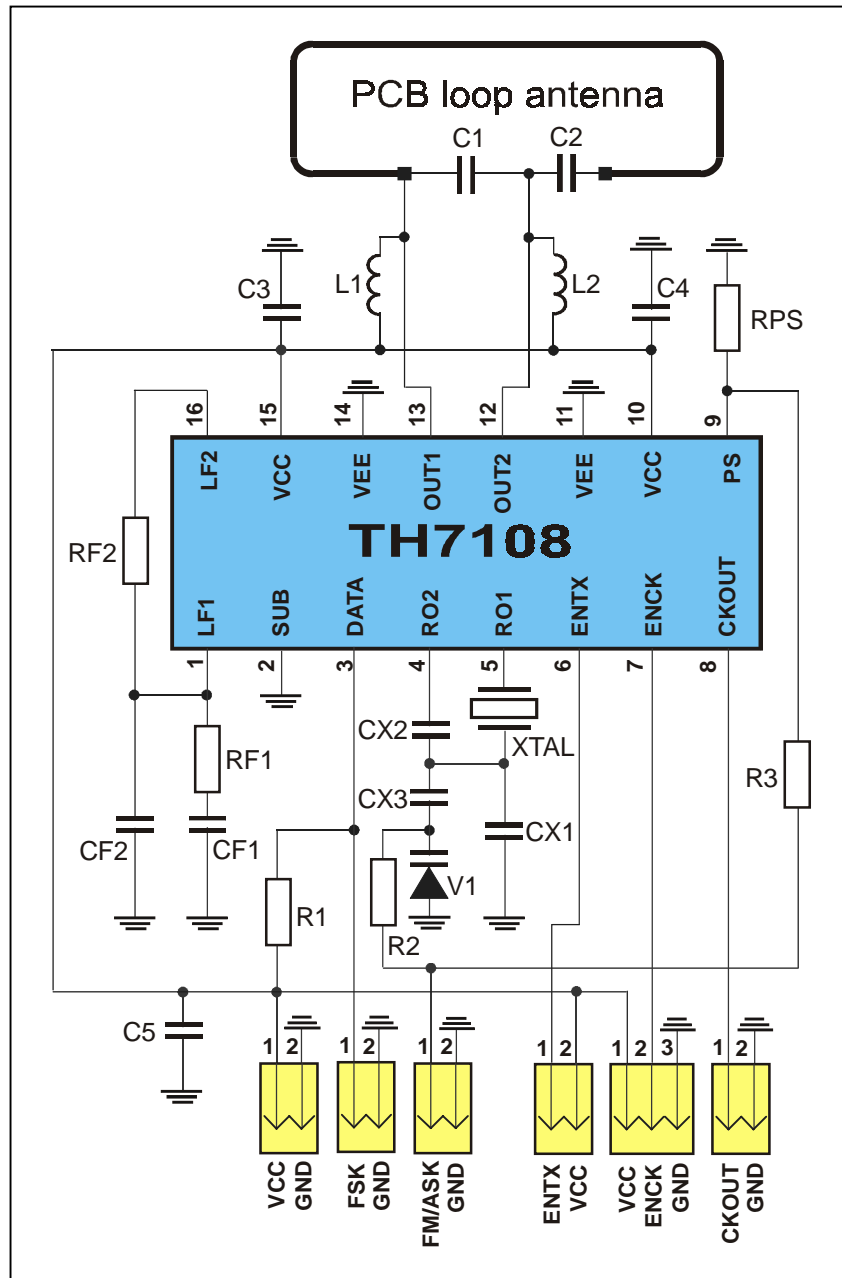 PCB loop antenna
C1
C2
C3
L1
L2
C4
RPS
16
15
14
13
12
11
10
9
LF2
VCC
VEE
OUT1
OUT2
VEE
VCC
PS
RF2
TH7108
LF1
SUB
DATA
RO2
RO1
ENTX
ENCK
CKOUT
1
2
3
4
5
6
7
8
CX2
XTAL
RF1
R3
CX3
CF2
CF1
CX1
V1
R1
R2
C5
1
2
1
2
1
2
1
2
1
2
3
1
2
VCC
GND
FSK
GND
FM/ASK
GND
ENTX
VCC
VCC
ENCK
GND
CKOUT
GND